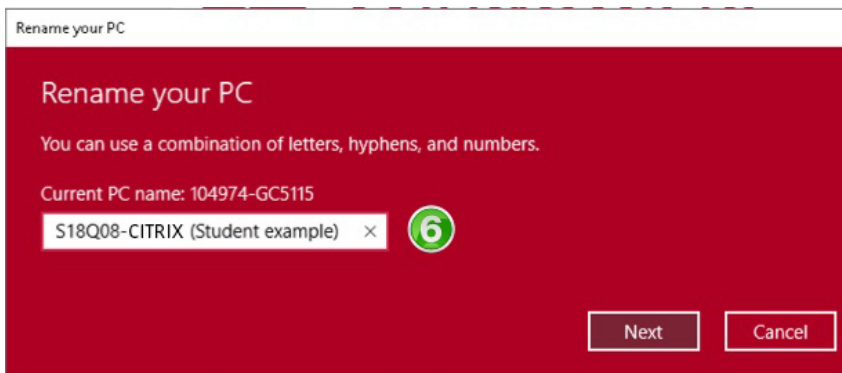 Rename your PC
Rename your PC
You can use a combination of letters, hyphens, and numbers.
Current PC name: 104974-GC5115
S18Q08-CITRIX (Student example) ×
6
Next Cancel